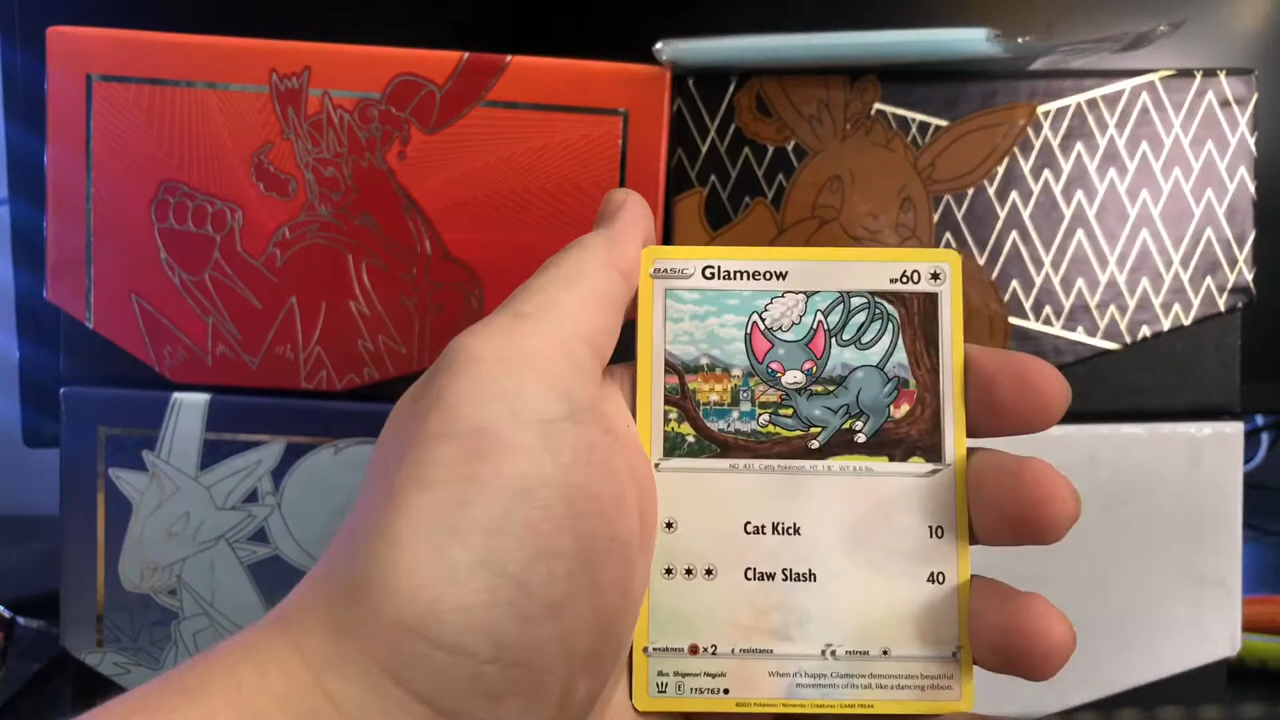 BASIC Glameow HP 60
NO. 431 Catty Pokémon HT 1'8" WT 8.6 lbs.
Cat Kick 10
Claw Slash 40
weakness ×2 resistance retreat
Illus. Shigenori Negishi
E 115/163
When it's happy, Glameow demonstrates beautiful
movements of its tail, like a dancing ribbon.
©2021 Pokémon / Nintendo / Creatures / GAME FREAK